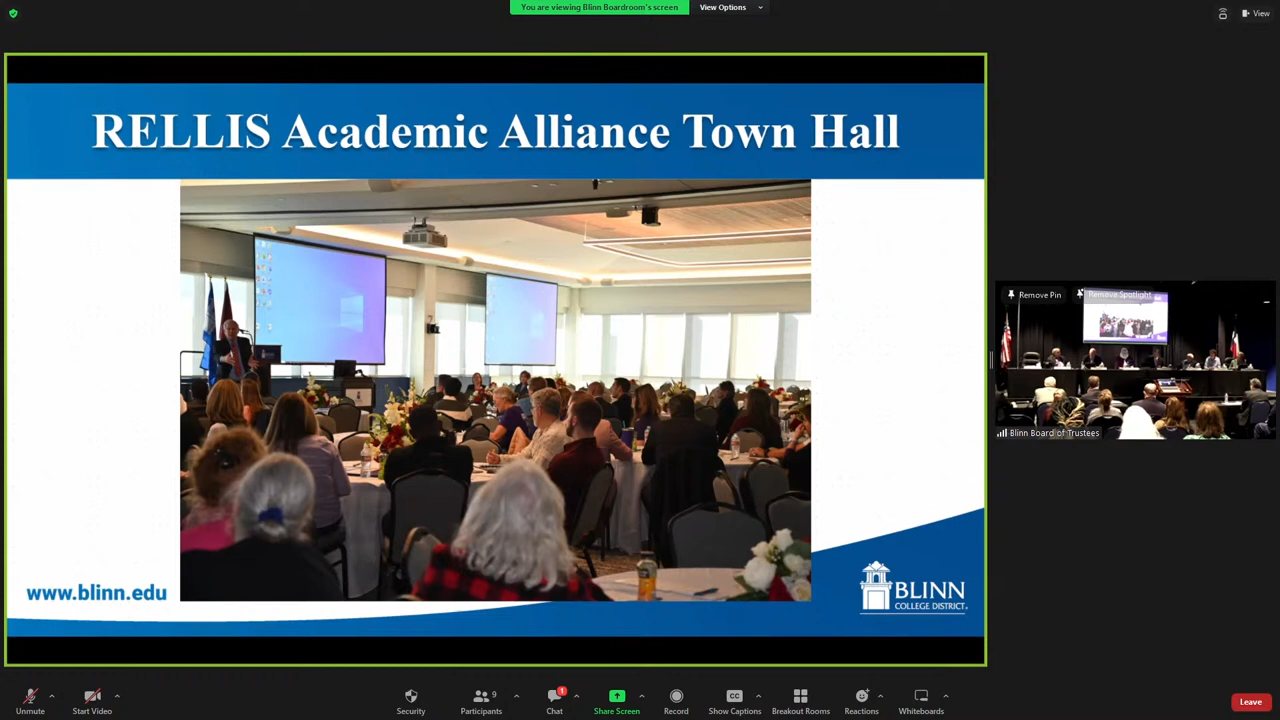 You are viewing Blinn Boardroom's screen
View Options
View
RELLIS Academic Alliance Town Hall
www.blinn.edu
BLINN
COLLEGE DISTRICT
Remove Pin
Remove Spotlight
Blinn Board of Trustees
Unmute
Start Video
Security
9
Participants
1
Chat
Share Screen
Record
CC
Show Captions
Breakout Rooms
Reactions
Whiteboards
Leave